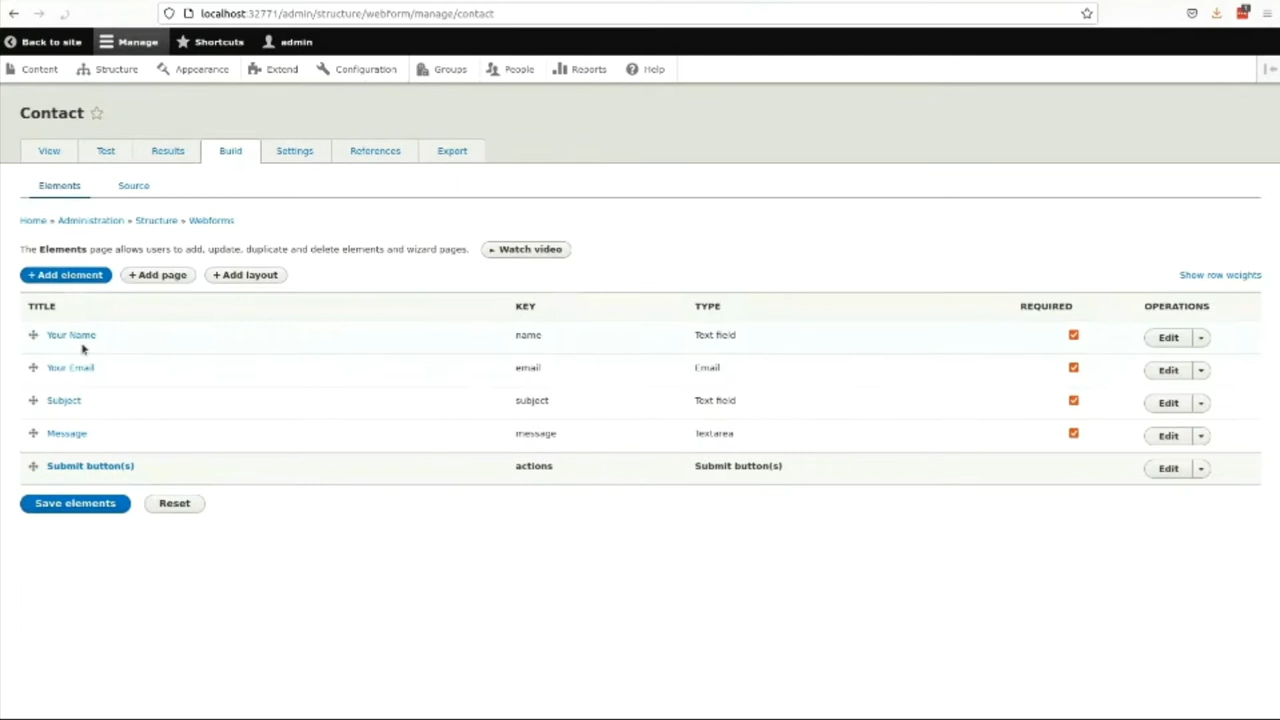 localhost:32771/admin/structure/webform/manage/contact
Back to site Manage Shortcuts admin
Content Structure Appearance Extend Configuration Groups People Reports Help
Contact
View Test Results Build Settings References Export
Elements Source
Home » Administration » Structure » Webforms
The Elements page allows users to add, update, duplicate and delete elements and wizard pages. ► Watch video
+ Add element + Add page + Add layout Show row weights
TITLE KEY TYPE REQUIRED OPERATIONS
Your Name name Text field Edit
Your Email email Email Edit
Subject subject Text field Edit
Message message Textarea Edit
Submit button(s) actions Submit button(s) Edit
Save elements Reset